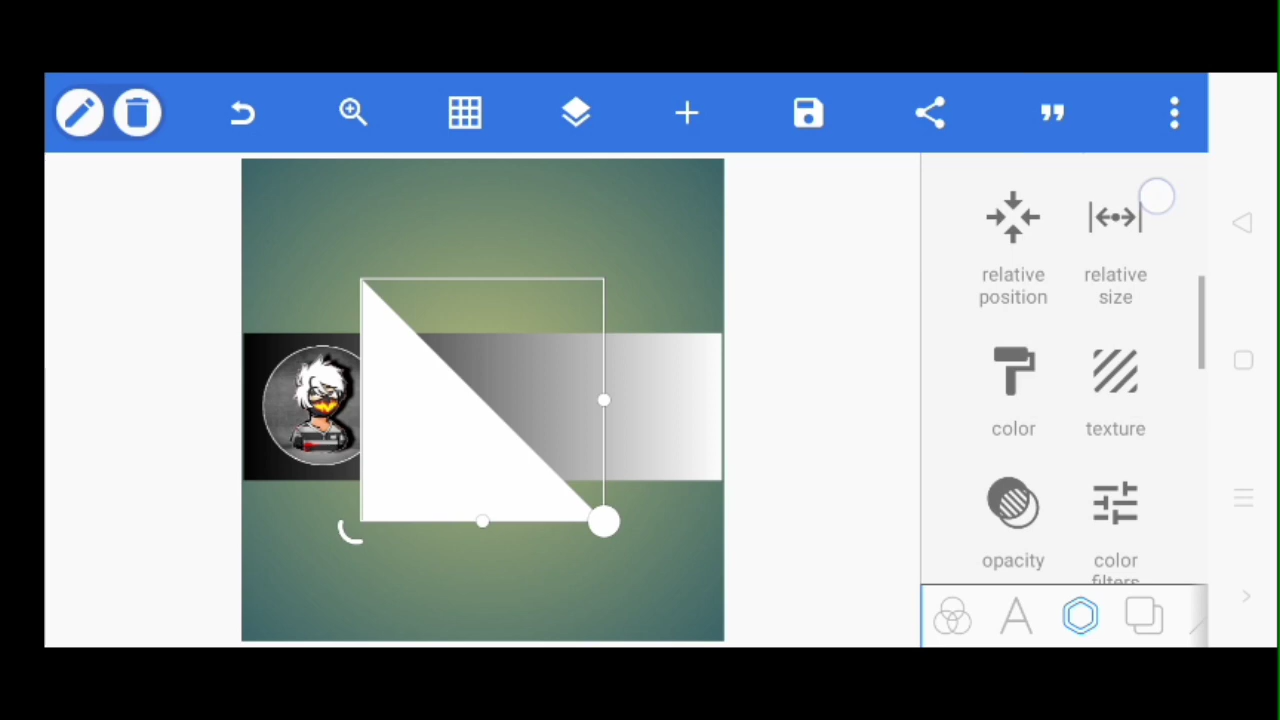 relative relative
position size
color texture
opacity color
filters